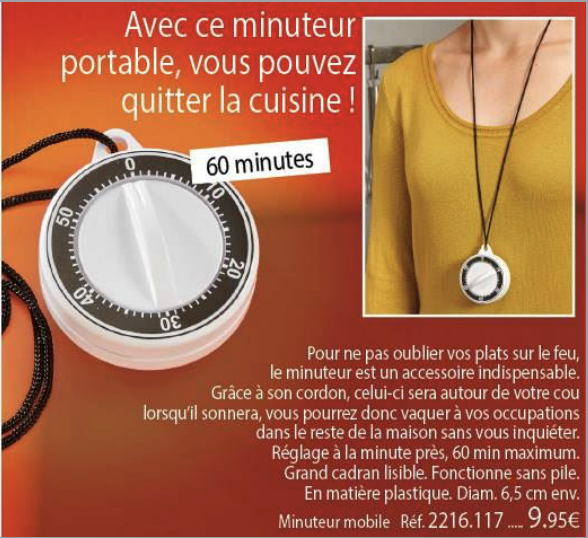 Avec ce minuteur
portable, vous pouvez
quitter la cuisine !
60 minutes
0
10
20
30
40
50
Pour ne pas oublier vos plats sur le feu,
le minuteur est un accessoire indispensable.
Grâce à son cordon, celui-ci sera autour de votre cou
lorsqu'il sonnera, vous pourrez donc vaquer à vos occupations
dans le reste de la maison sans vous inquiéter.
Réglage à la minute près, 60 min maximum.
Grand cadran lisible. Fonctionne sans pile.
En matière plastique. Diam. 6,5 cm env.
Minuteur mobile Réf. 2216.117 ..... 9.95€